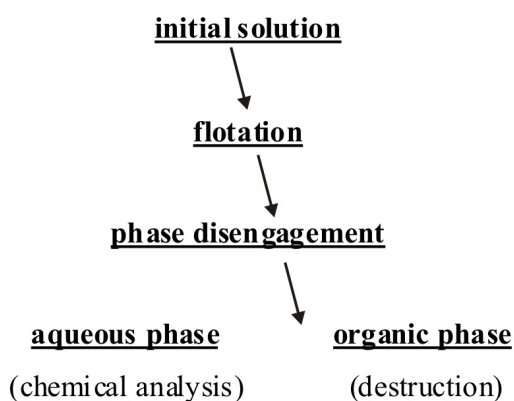 initial solution
flotation
phase disengagement
aqueous phase organic phase
(chemical analysis) (destruction)